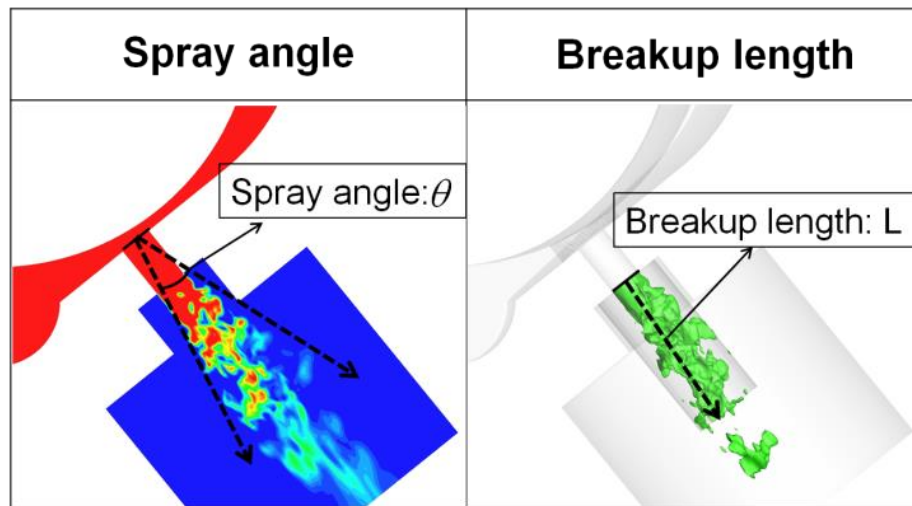 Spray angle
Breakup length
Spray angle:θ
Breakup length: L